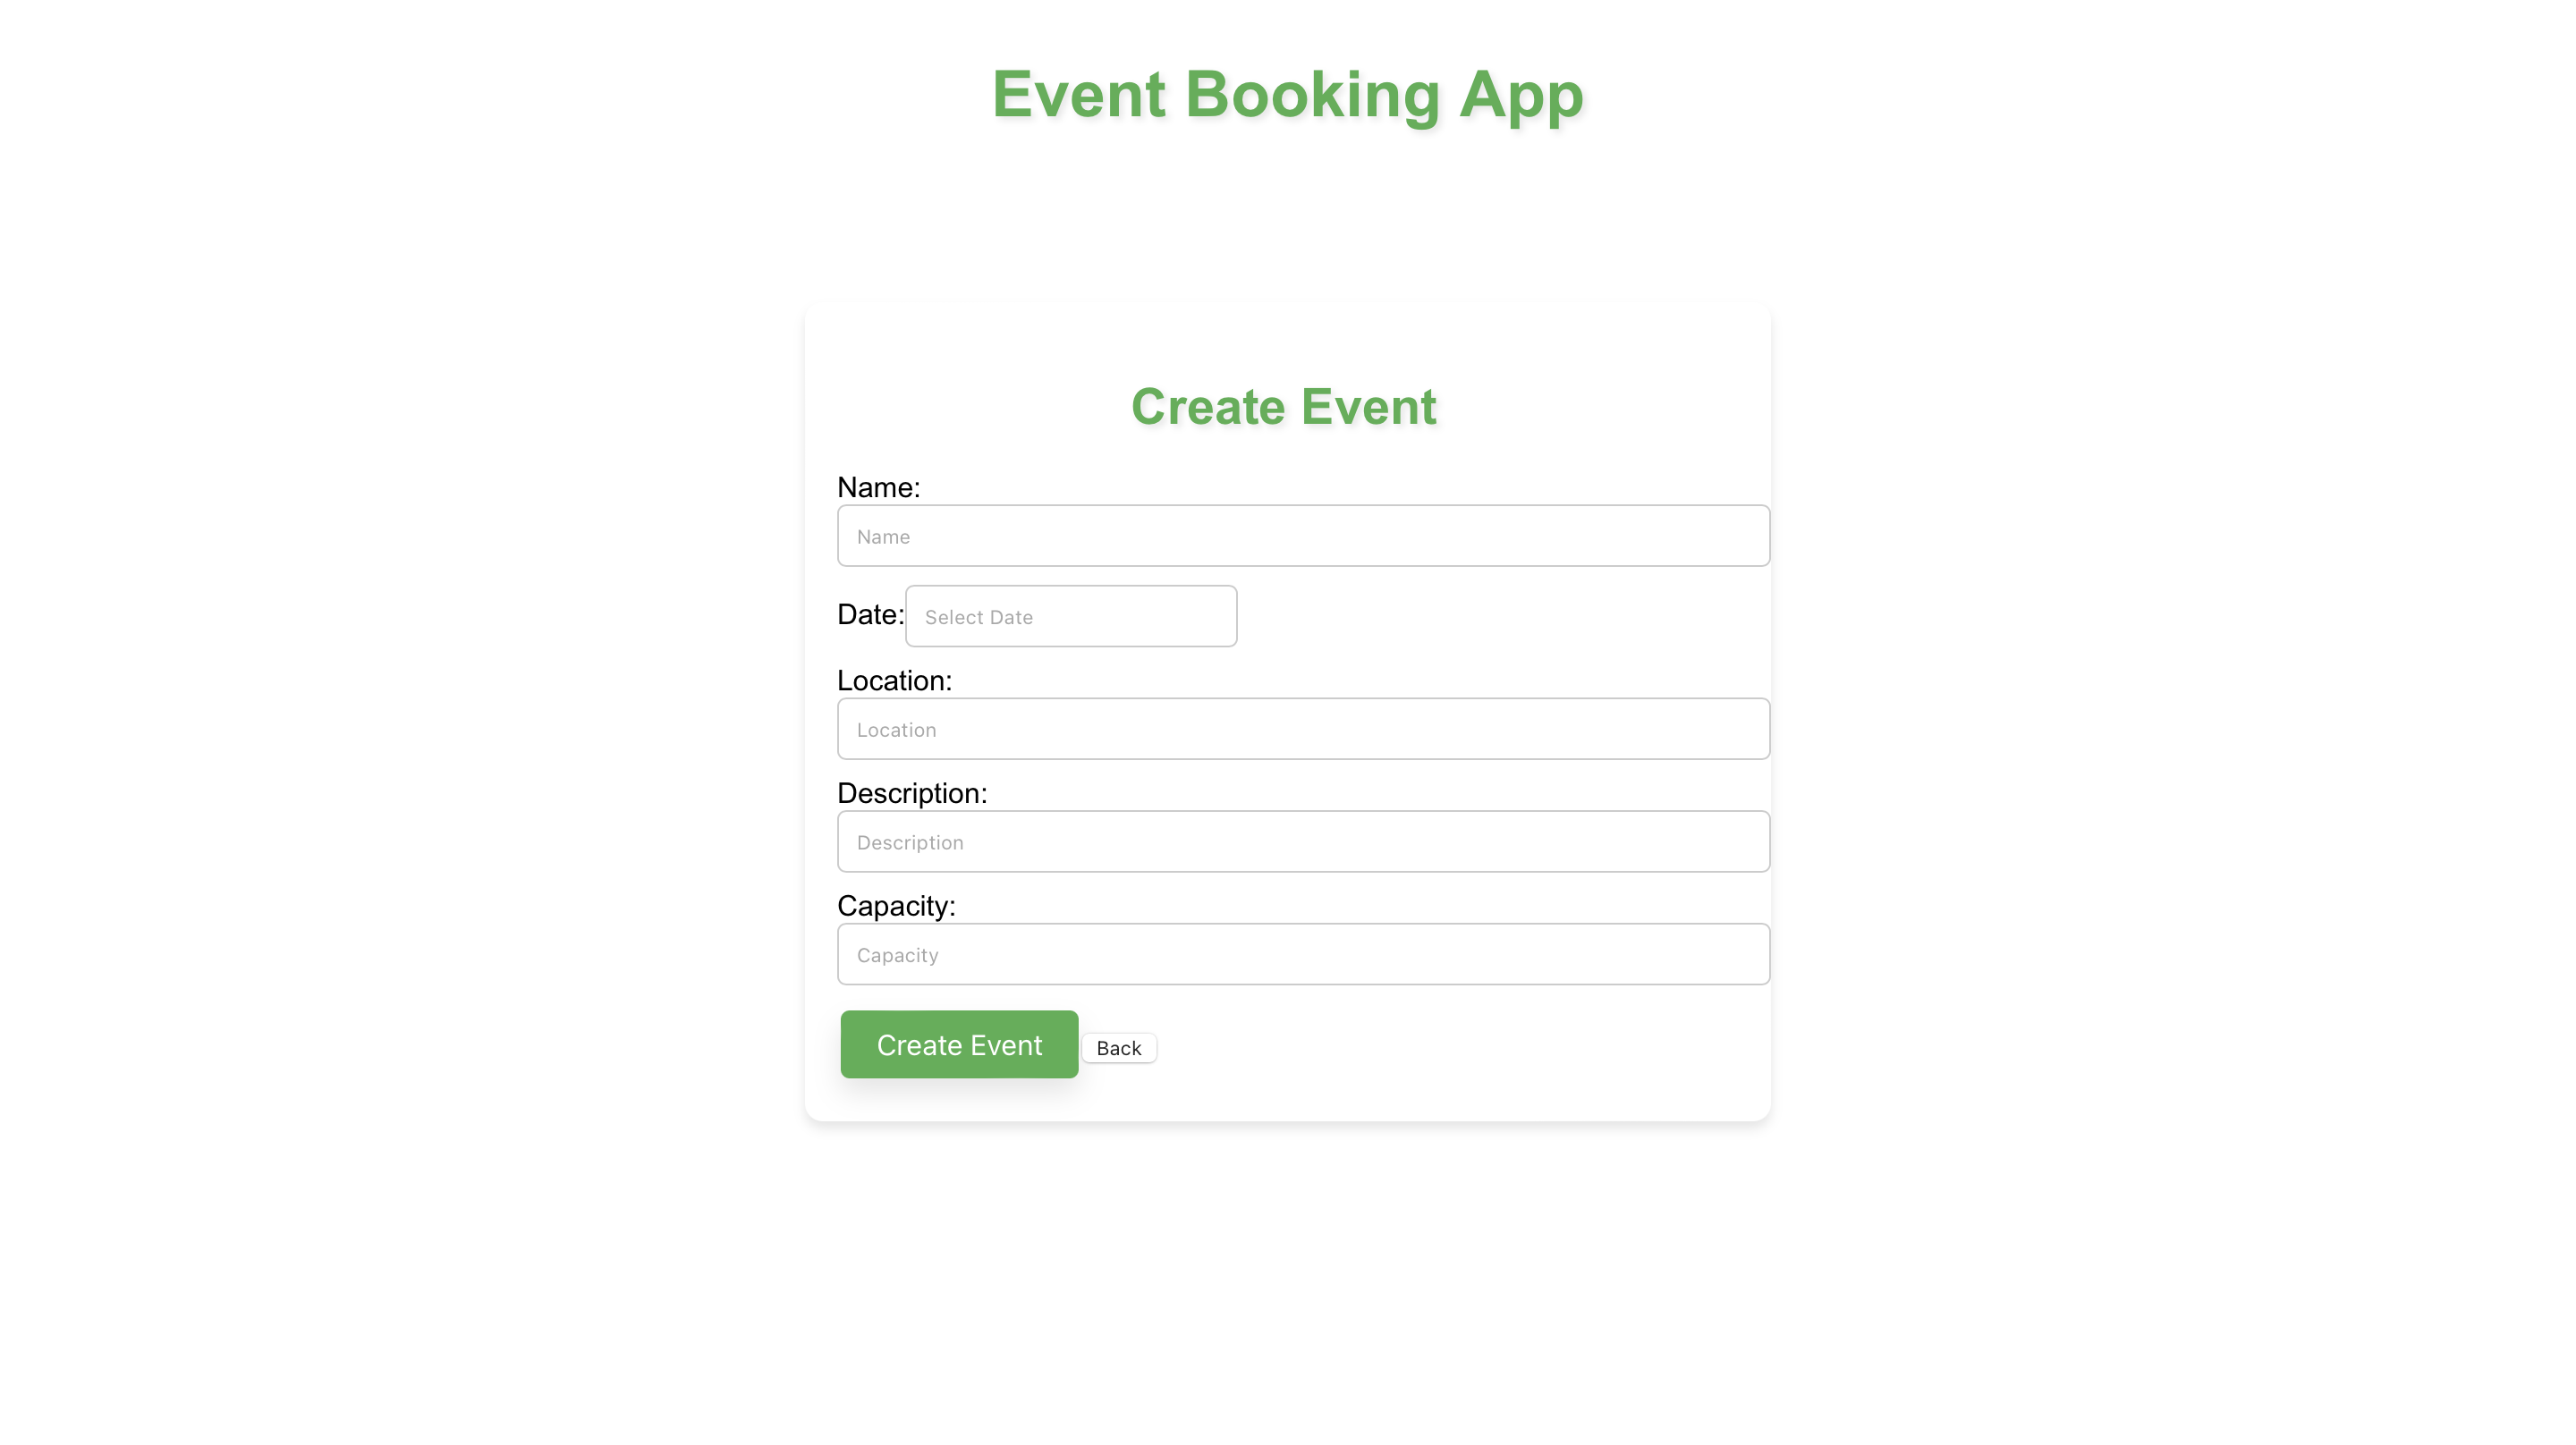 Event Booking App
Create Event
Name:
Name
Date: Select Date
Location:
Location
Description:
Description
Capacity:
Capacity
Create Event Back